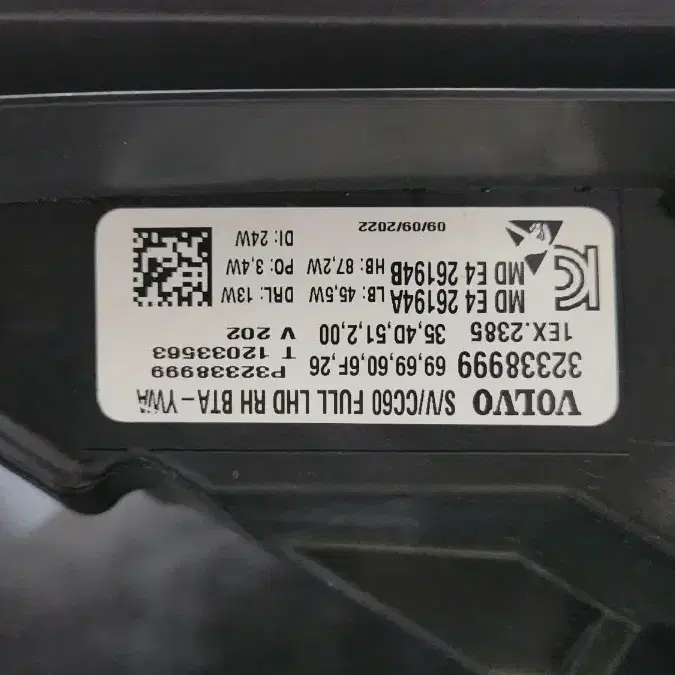 VOLVO S/V/CC60 FULL LHD RH BTA-YWA
32338999 69,69,60,6F,26 P32338999
1EX.2385 35,4D,51,2,00 T 12033563
V 202
MD E4 26194A LB: 45,5W DRL: 13W
MD E4 26194B HB: 87,2W PO: 3,4W
DI: 24W
09/09/2022